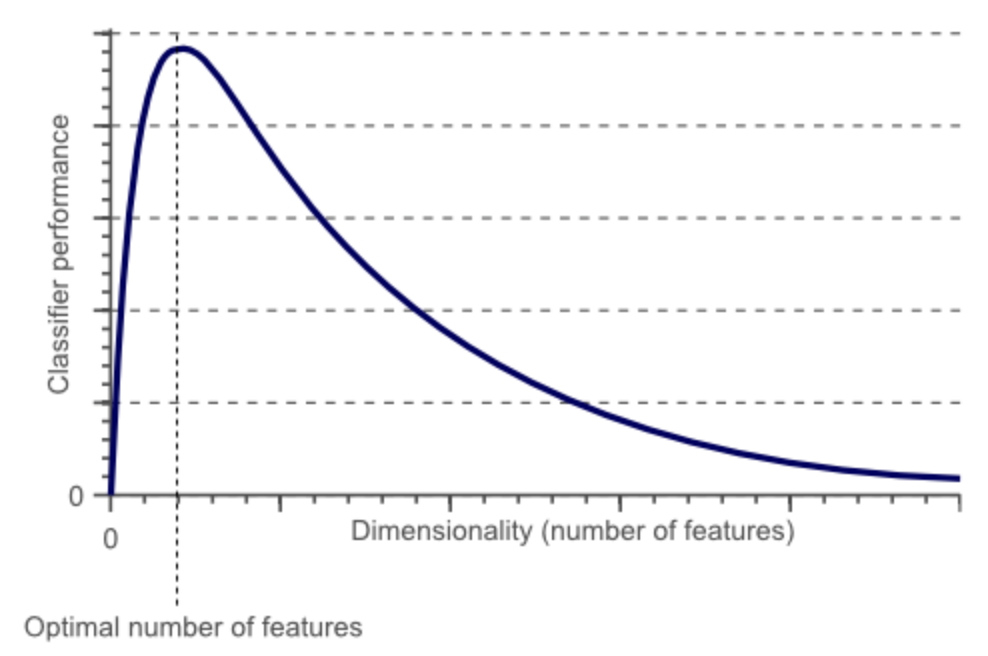 Classifier performance
0
0
Dimensionality (number of features)
Optimal number of features